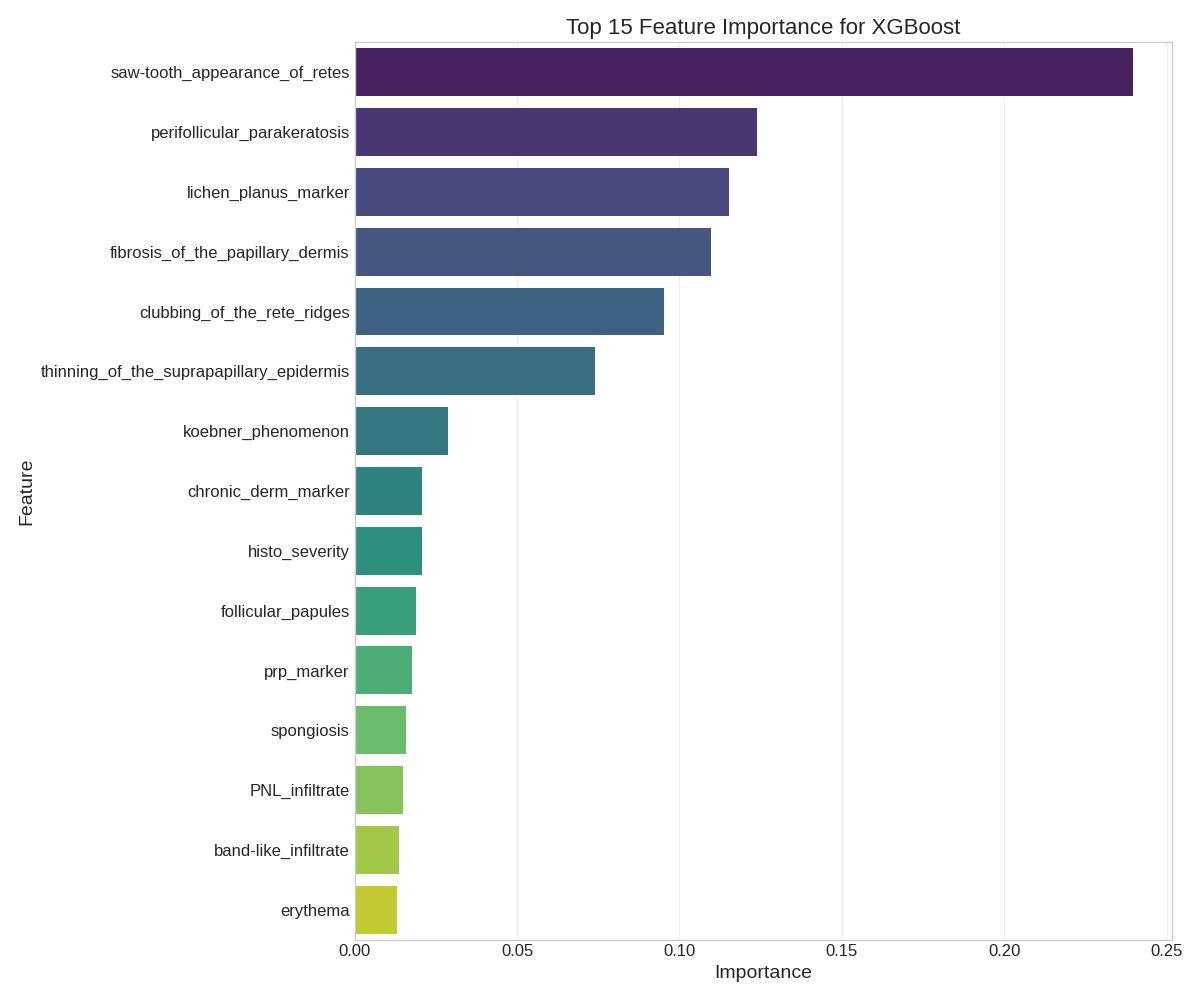 Top 15 Feature Importance for XGBoost
saw-tooth_appearance_of_retes
perifollicular_parakeratosis
lichen_planus_marker
fibrosis_of_the_papillary_dermis
clubbing_of_the_rete_ridges
thinning_of_the_suprapapillary_epidermis
koebner_phenomenon
chronic_derm_marker
histo_severity
follicular_papules
prp_marker
spongiosis
PNL_infiltrate
band-like_infiltrate
erythema
Feature
0.00 0.05 0.10 0.15 0.20 0.25
Importance